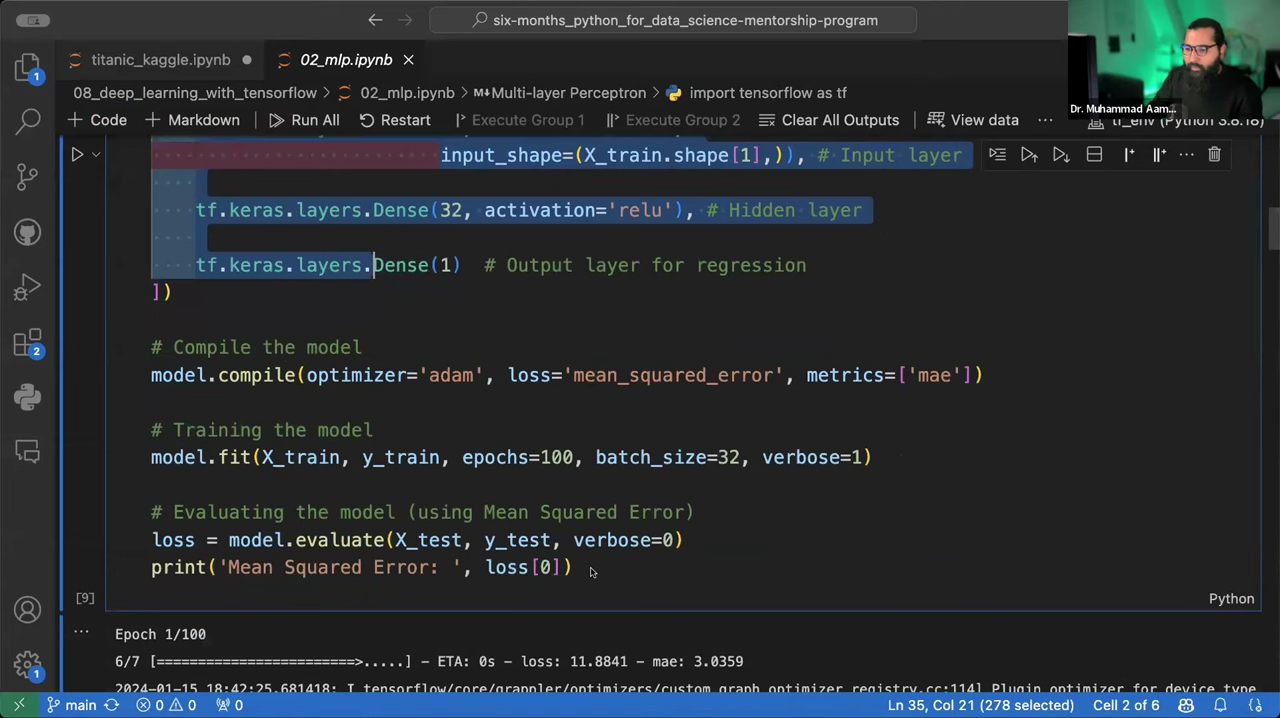 six-months_python_for_data_science-mentorship-program
titanic_kaggle.ipynb
02_mlp.ipynb
Dr. Muhammad Aam...
08_deep_learning_with_tensorflow > 02_mlp.ipynb > Multi-layer Perceptron > import tensorflow as tf
+ Code + Markdown Run All Restart Execute Group 1 Execute Group 2 Clear All Outputs View data ... tf_env (Python 3.8.18)
input_shape=(X_train.shape[1],)), # Input layer
tf.keras.layers.Dense(32, activation='relu'), # Hidden layer
tf.keras.layers.Dense(1) # Output layer for regression
])
# Compile the model
model.compile(optimizer='adam', loss='mean_squared_error', metrics=['mae'])
# Training the model
model.fit(X_train, y_train, epochs=100, batch_size=32, verbose=1)
# Evaluating the model (using Mean Squared Error)
loss = model.evaluate(X_test, y_test, verbose=0)
print('Mean Squared Error: ', loss[0])
[9]
Python
Epoch 1/100
6/7 [========================>.....] - ETA: 0s - loss: 11.8841 - mae: 3.0359
2024-01-15 18:42:25.681418: I tensorflow/core/grappler/optimizers/custom_graph_optimizer_registry.cc:114] Plugin optimizer for device_type
1
2
1
main 0 0 0 Ln 35, Col 21 (278 selected) Cell 2 of 6